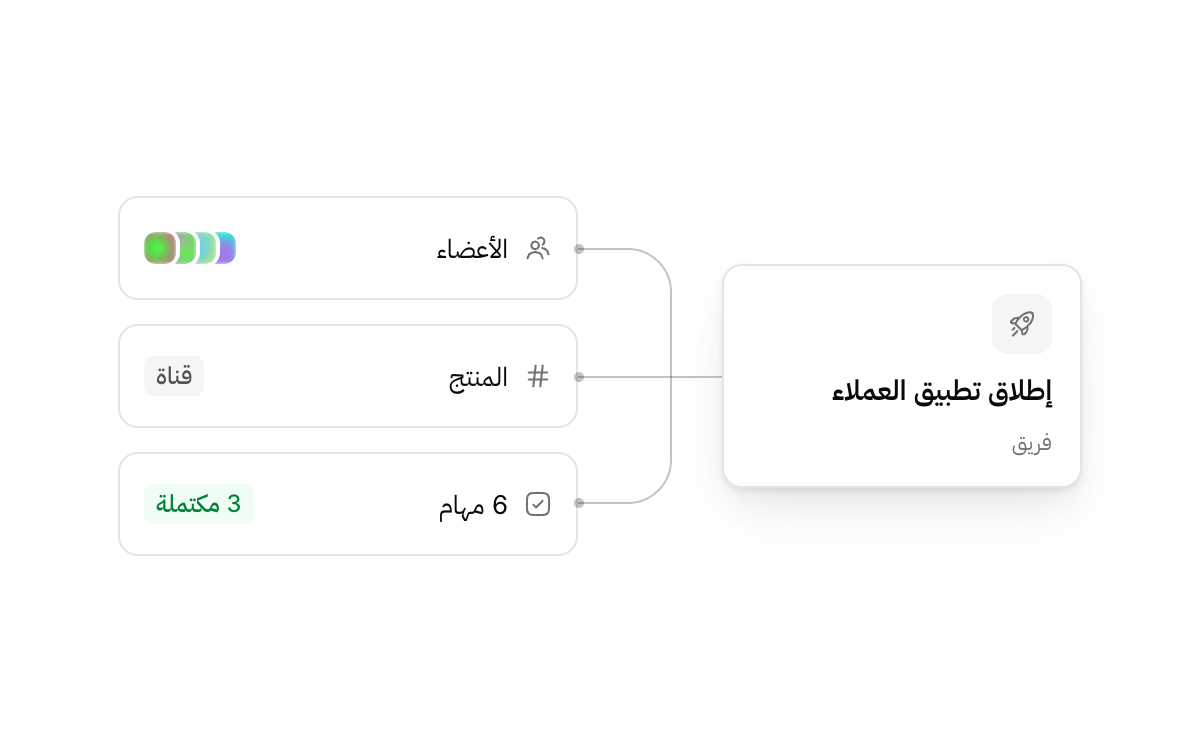 إطلاق تطبيق العملاء
فريق
الأعضاء
المنتج
قناة
6 مهام
3 مكتملة